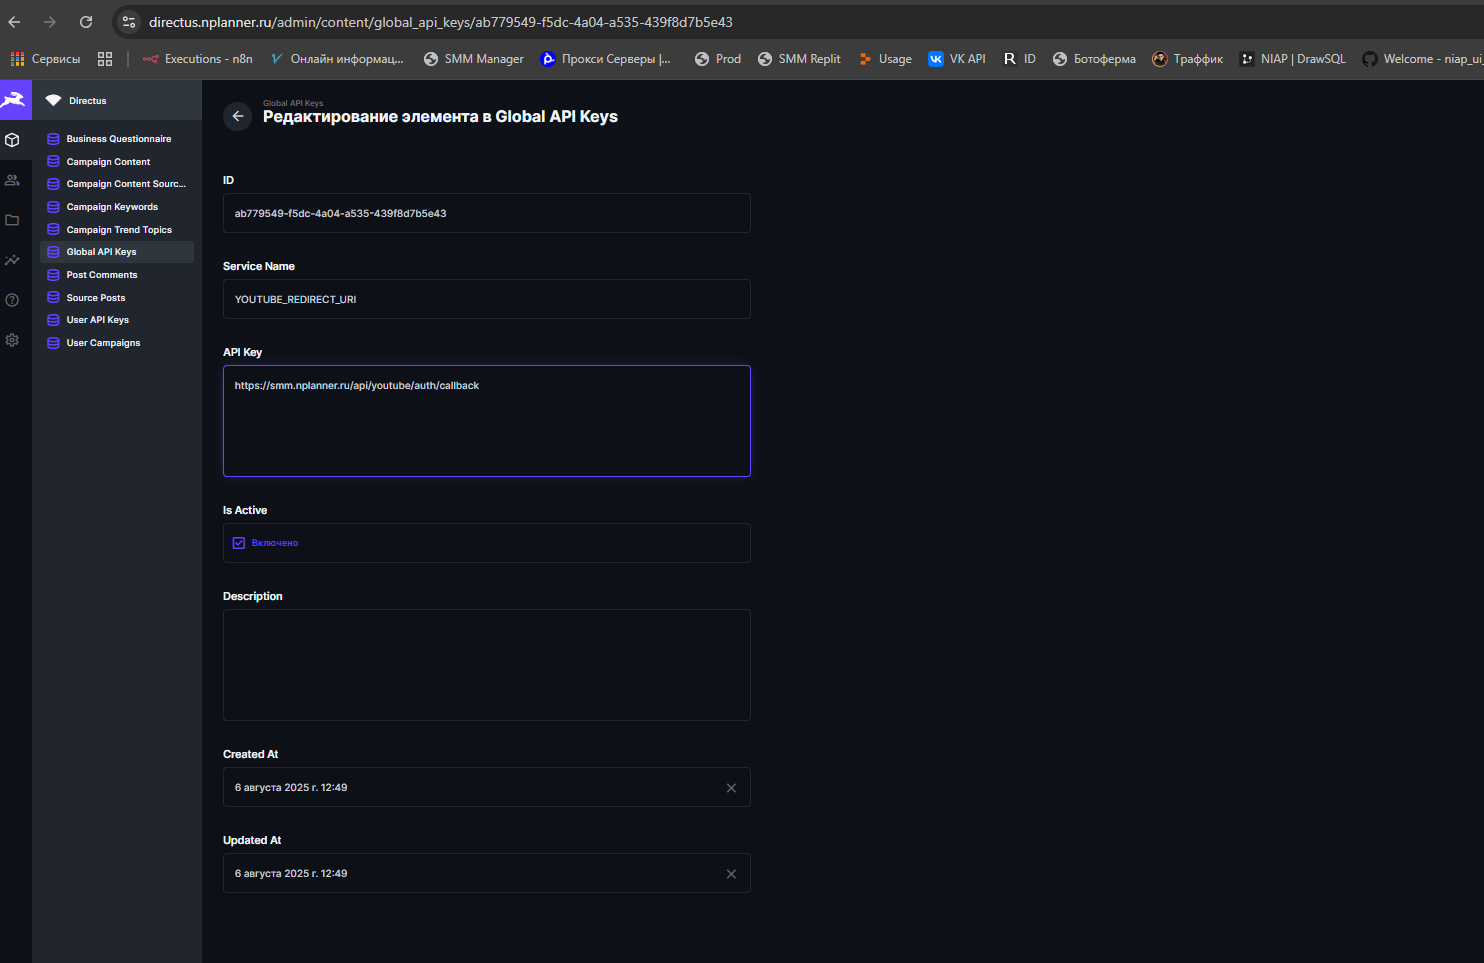 directus.nplanner.ru/admin/content/global_api_keys/ab779549-f5dc-4a04-a535-439f8d7b5e43
Сервисы
Executions - n8n
Онлайн информац...
SMM Manager
Прокси Серверы |...
Prod
SMM Replit
Usage
VK API
R ID
Ботоферма
Траффик
NIAP | DrawSQL
Welcome - niap_ui_
Directus
Business Questionnaire
Campaign Content
Campaign Content Sourc...
Campaign Keywords
Campaign Trend Topics
Global API Keys
Post Comments
Source Posts
User API Keys
User Campaigns
Global API Keys
Редактирование элемента в Global API Keys
ID
ab779549-f5dc-4a04-a535-439f8d7b5e43
Service Name
YOUTUBE_REDIRECT_URI
API Key
https://smm.nplanner.ru/api/youtube/auth/callback
Is Active
Включено
Description
Created At
6 августа 2025 г. 12:49
Updated At
6 августа 2025 г. 12:49